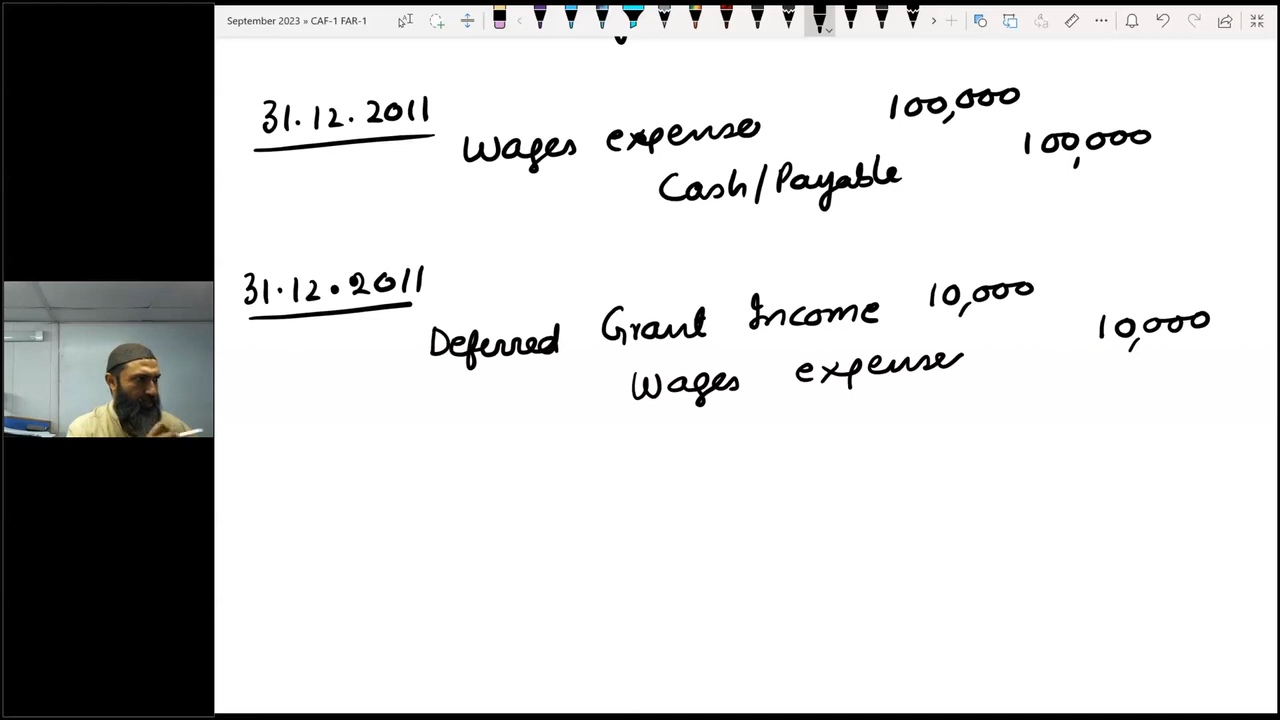 September 2023 » CAF-1 FAR-1
31.12.2011
Wages expense 100,000
Cash/Payable 100,000
31.12.2011
Deferred Grant Income 10,000
Wages expense 10,000